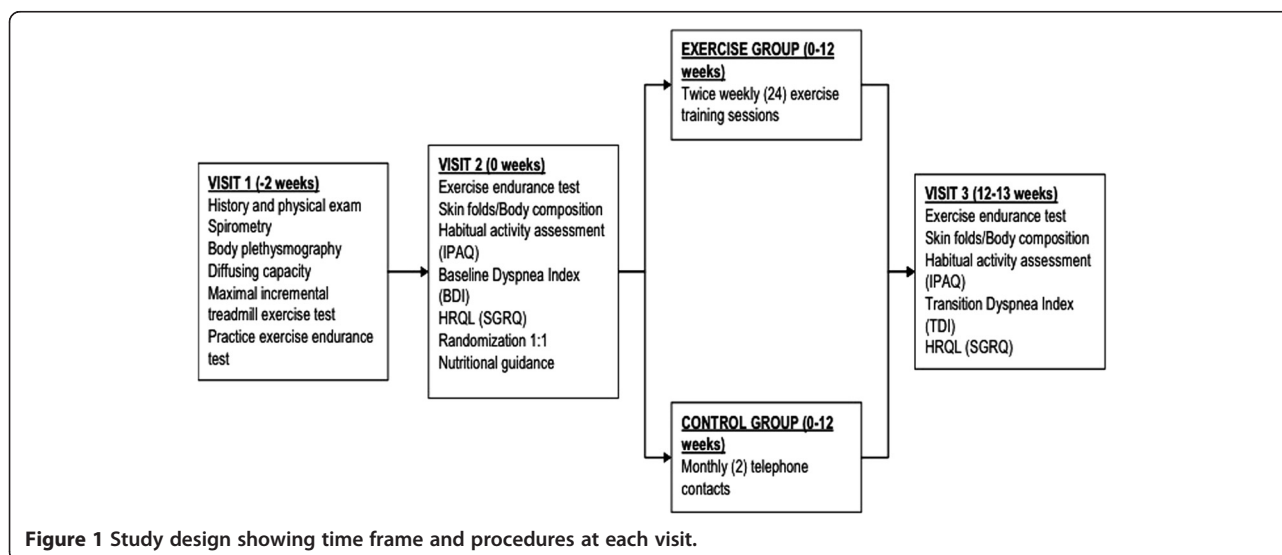 VISIT 1 (-2 weeks)
History and physical exam
Spirometry
Body plethysmography
Diffusing capacity
Maximal incremental
treadmill exercise test
Practice exercise endurance
test
VISIT 2 (0 weeks)
Exercise endurance test
Skin folds/Body composition
Habitual activity assessment
(IPAQ)
Baseline Dyspnea Index
(BDI)
HRQL (SGRQ)
Randomization 1:1
Nutritional guidance
EXERCISE GROUP (0-12
weeks)
Twice weekly (24) exercise
training sessions
CONTROL GROUP (0-12
weeks)
Monthly (2) telephone
contacts
VISIT 3 (12-13 weeks)
Exercise endurance test
Skin folds/Body composition
Habitual activity assessment
(IPAQ)
Transition Dyspnea Index
(TDI)
HRQL (SGRQ)
Figure 1 Study design showing time frame and procedures at each visit.